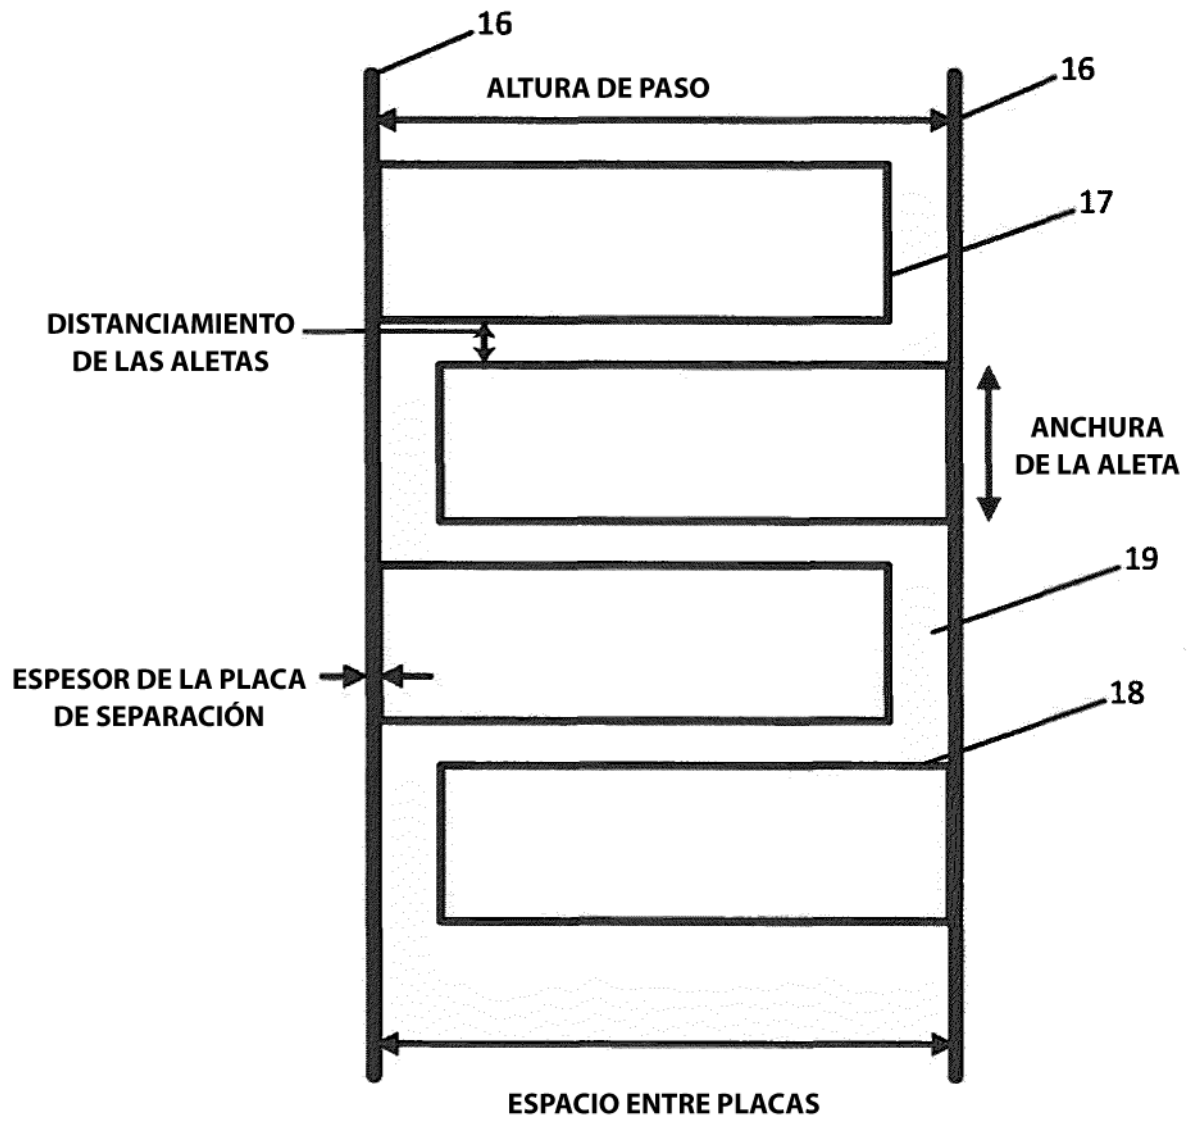 16
16
ALTURA DE PASO
17
DISTANCIAMIENTO
DE LAS ALETAS
ANCHURA
DE LA ALETA
19
ESPESOR DE LA PLACA
DE SEPARACIÓN
18
ESPACIO ENTRE PLACAS